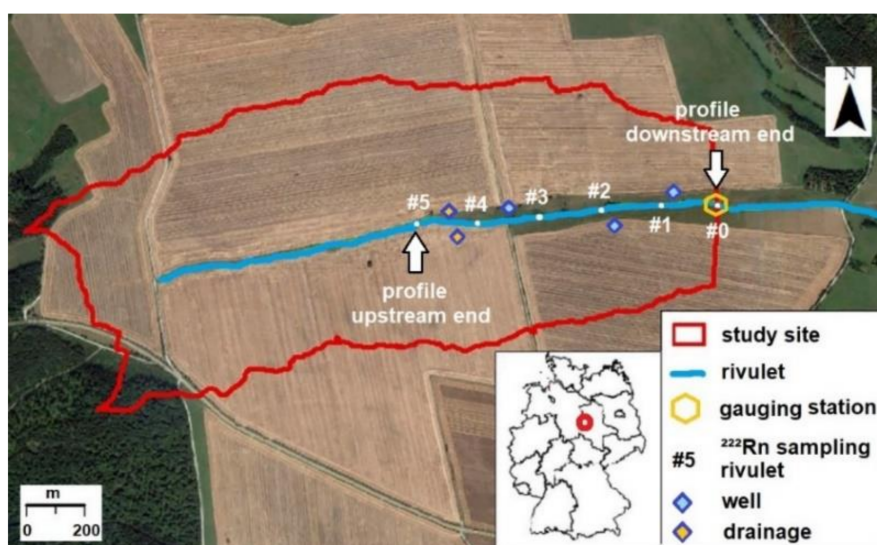 N
profile
downstream end
#5
#4
#3
#2
#1
#0
profile
upstream end
study site
rivulet
gauging station
#5 ²²²Rn sampling
rivulet
well
drainage
m
0 200